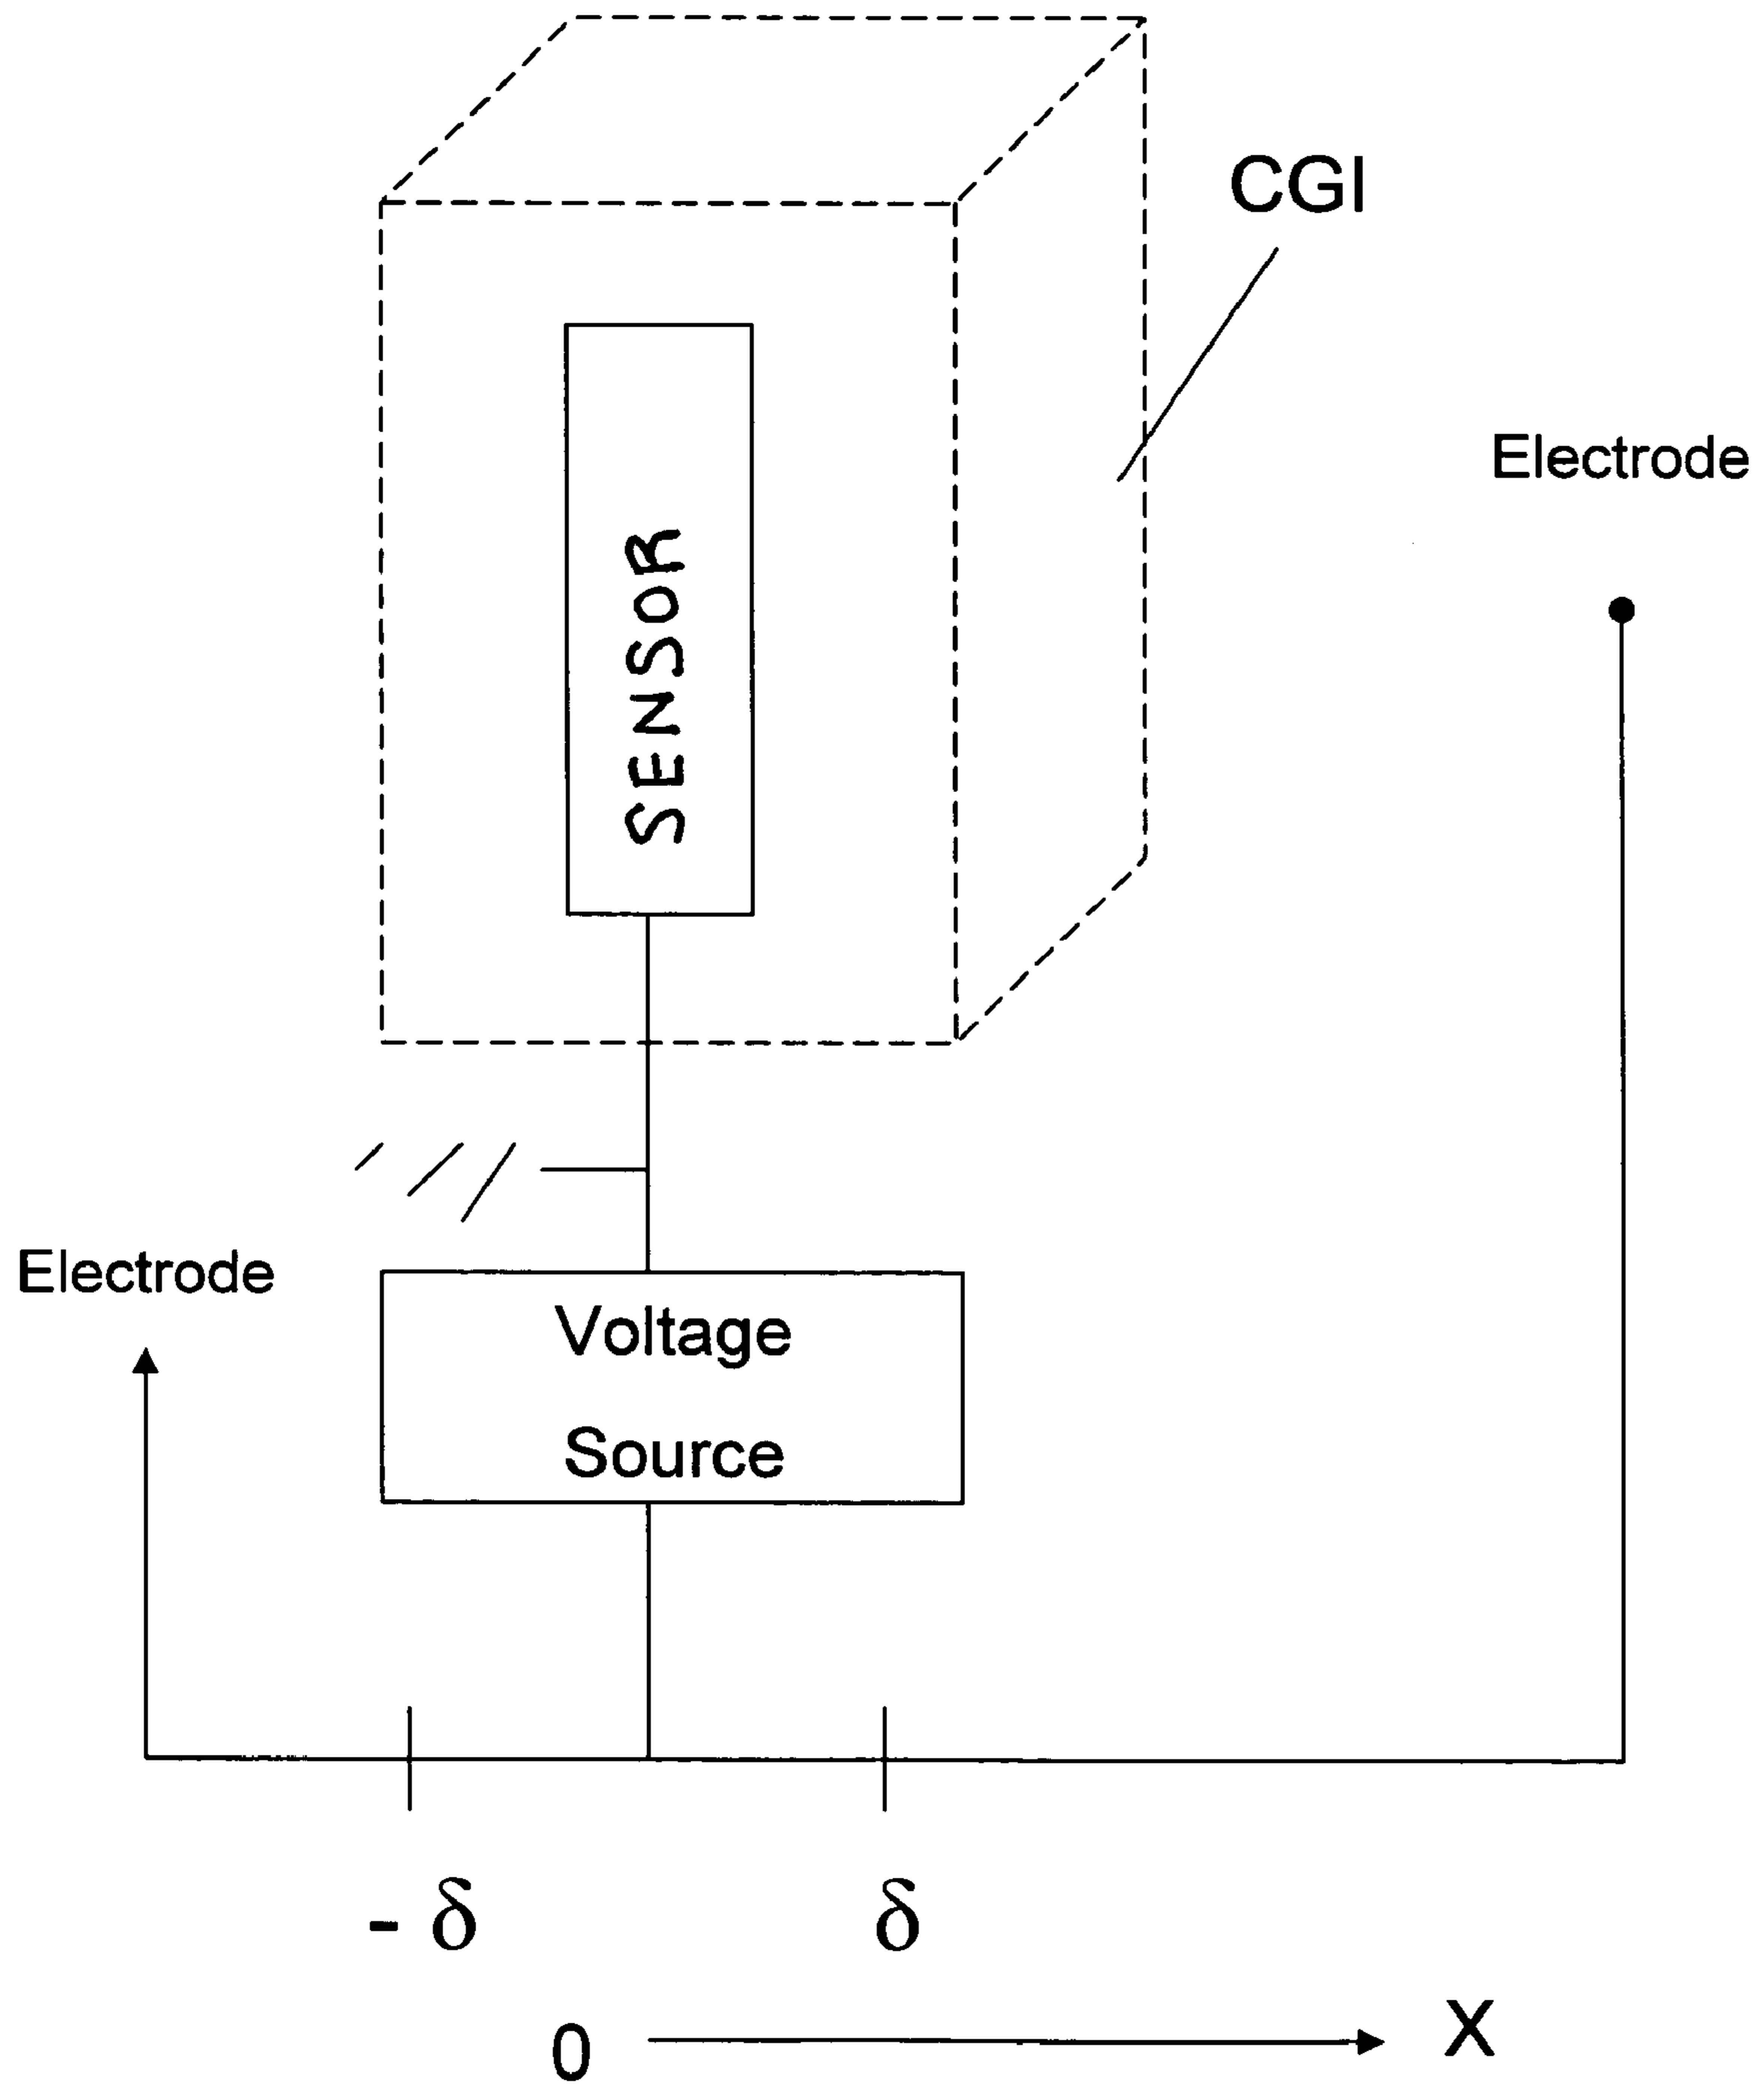 CGI
Electrode
SENSOR
Electrode
Voltage
Source
- δ
δ
0
X